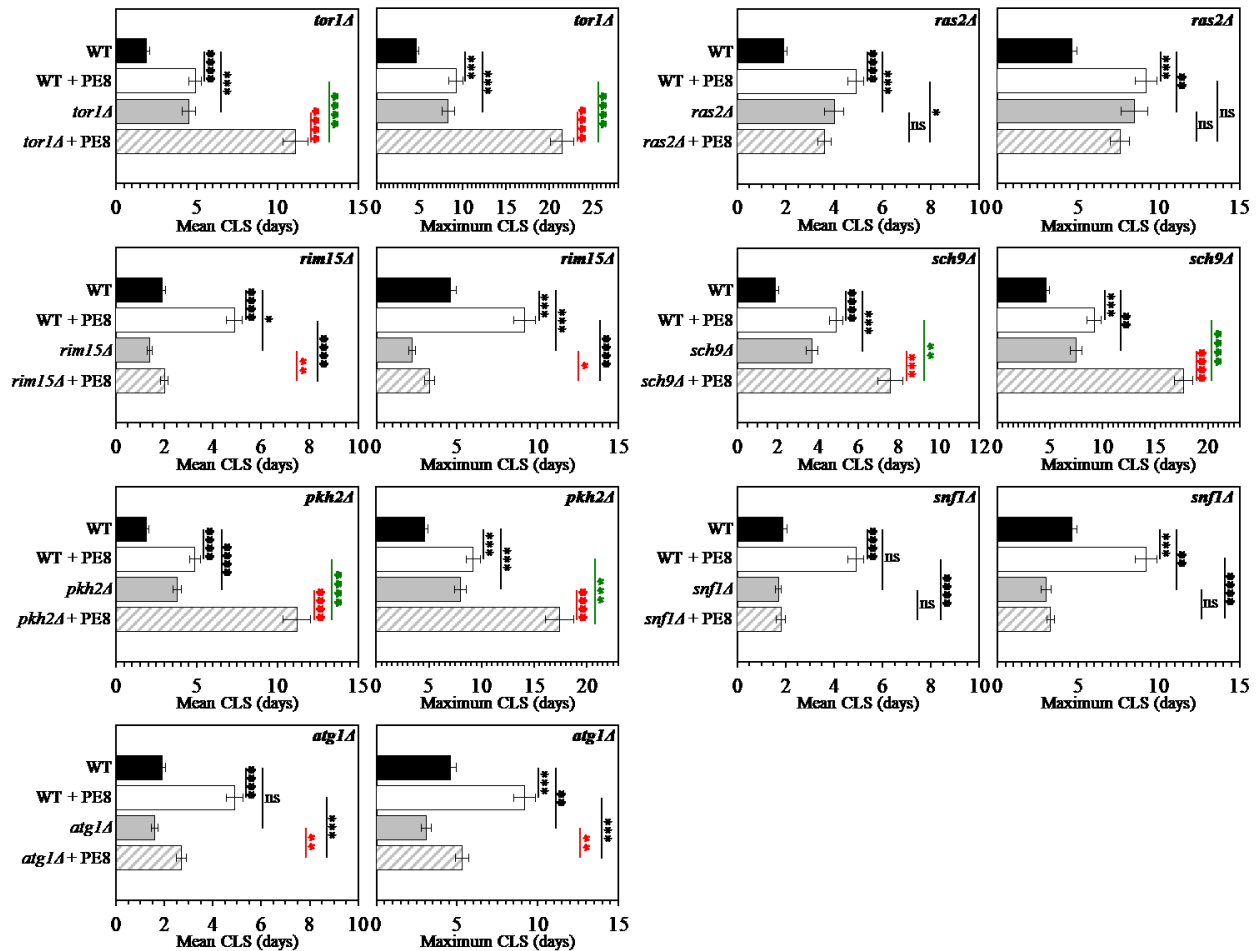 tor1Δ
tor1Δ
WT
WT + PE8
tor1Δ
tor1Δ + PE8
****
***
****
****
***
***
****
****
0 5 10 15
0 5 10 15 20 25
Mean CLS (days)
Maximum CLS (days)
ras2Δ
ras2Δ
WT
WT + PE8
ras2Δ
ras2Δ + PE8
****
***
ns
*
***
**
ns
ns
0 2 4 6 8 10
0 5 10 15
Mean CLS (days)
Maximum CLS (days)
rim15Δ
rim15Δ
WT
WT + PE8
rim15Δ
rim15Δ + PE8
****
*
**
****
***
***
*
****
0 2 4 6 8 10
0 5 10 15
Mean CLS (days)
Maximum CLS (days)
sch9Δ
sch9Δ
WT
WT + PE8
sch9Δ
sch9Δ + PE8
****
***
***
**
***
**
****
****
0 2 4 6 8 10 12
0 5 10 15 20
Mean CLS (days)
Maximum CLS (days)
pkh2Δ
pkh2Δ
WT
WT + PE8
pkh2Δ
pkh2Δ + PE8
****
****
****
****
***
***
****
***
0 5 10 15
0 5 10 15 20
Mean CLS (days)
Maximum CLS (days)
snf1Δ
snf1Δ
WT
WT + PE8
snf1Δ
snf1Δ + PE8
****
ns
ns
****
***
**
ns
****
0 2 4 6 8 10
0 5 10 15
Mean CLS (days)
Maximum CLS (days)
atg1Δ
atg1Δ
WT
WT + PE8
atg1Δ
atg1Δ + PE8
****
ns
**
***
***
**
**
***
0 2 4 6 8 10
0 5 10 15
Mean CLS (days)
Maximum CLS (days)